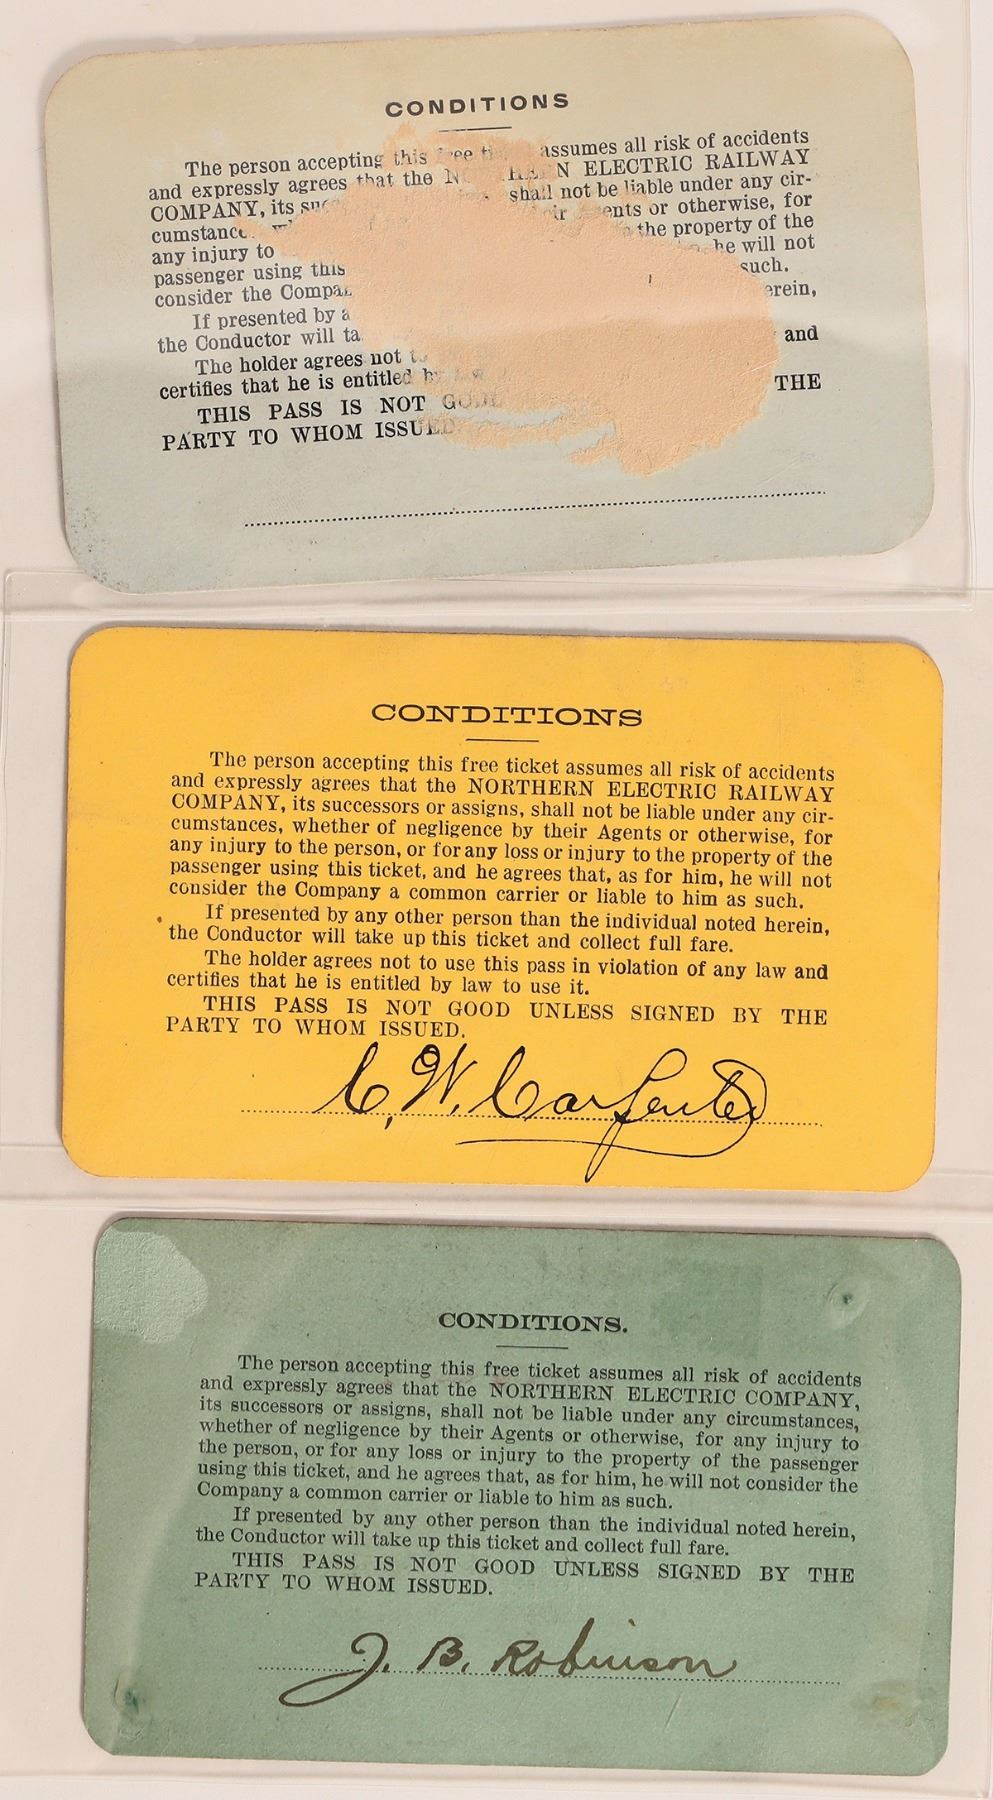 CONDITIONS
The person accepting this free assumes all risk of accidents
and expressly agrees that the ELECTRIC RAILWAY
COMPANY, its shall not be liable under any cir-
or otherwise, for
any injury to the property of the
passenger using this he will not
consider the such.
If presented by
the Conductor will
The holder agrees not and
certifies that he is entitled
THIS PASS IS NOT GOOD THE
PARTY TO WHOM ISSUED
CONDITIONS
The person accepting this free ticket assumes all risk of accidents
and expressly agrees that the NORTHERN ELECTRIC RAILWAY
COMPANY, its successors or assigns, shall not be liable under any cir-
cumstances, whether of negligence by their Agents or otherwise, for
any injury to the person, or for any loss or injury to the property of the
passenger using this ticket, and he agrees that, as for him, he will not
consider the Company a common carrier or liable to him as such.
If presented by any other person than the individual noted herein,
the Conductor will take up this ticket and collect full fare.
The holder agrees not to use this pass in violation of any law and
certifies that he is entitled by law to use it.
THIS PASS IS NOT GOOD UNLESS SIGNED BY THE
PARTY TO WHOM ISSUED.
C. W. Carpenter
CONDITIONS.
The person accepting this free ticket assumes all risk of accidents
and expressly agrees that the NORTHERN ELECTRIC COMPANY,
its successors or assigns, shall not be liable under any circumstances,
whether of negligence by their Agents or otherwise, for any injury to
the person, or for any loss or injury to the property of the passenger
using this ticket, and he agrees that, as for him, he will not consider the
Company a common carrier or liable to him as such.
If presented by any other person than the individual noted herein,
the Conductor will take up this ticket and collect full fare.
THIS PASS IS NOT GOOD UNLESS SIGNED BY THE
PARTY TO WHOM ISSUED.
J. B. Robinson